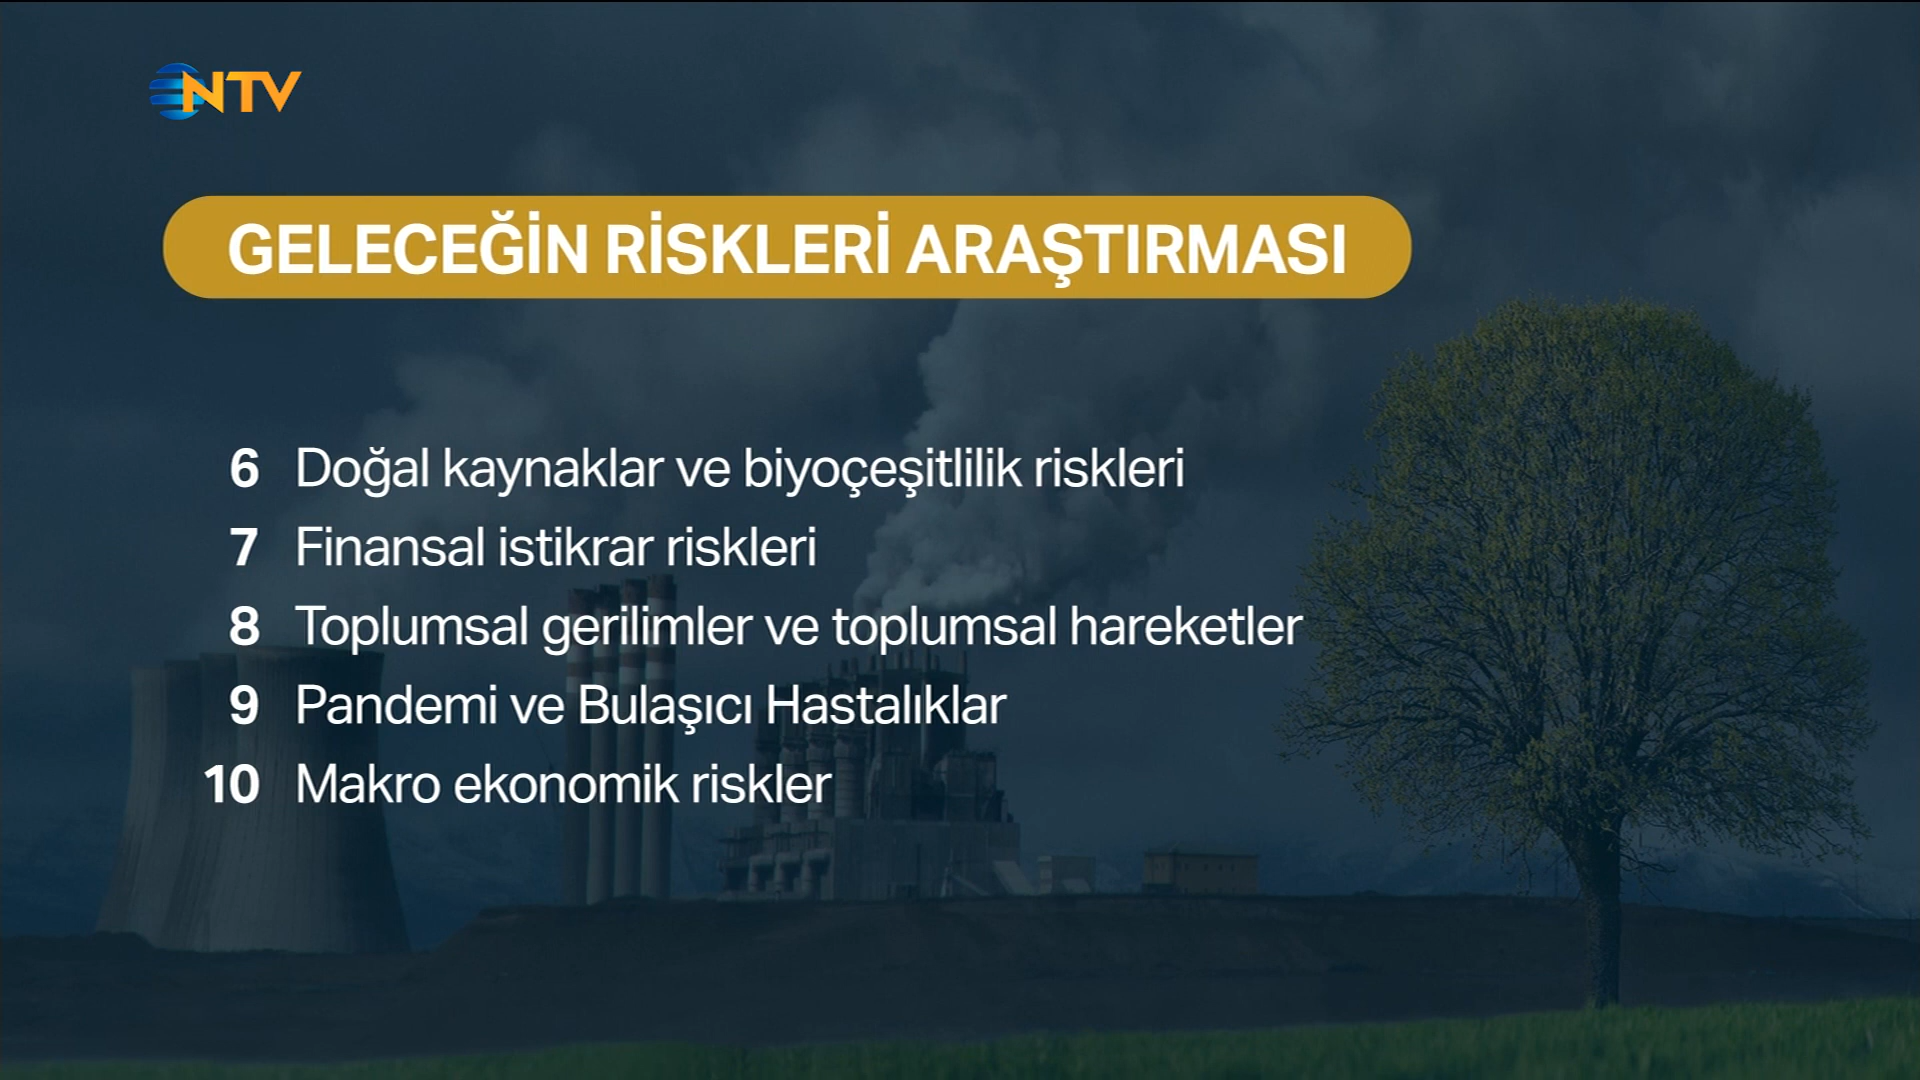 NTV
GELECEĞİN RİSKLERİ ARAŞTIRMASI
6 Doğal kaynaklar ve biyoçeşitlilik riskleri
7 Finansal istikrar riskleri
8 Toplumsal gerilimler ve toplumsal hareketler
9 Pandemi ve Bulaşıcı Hastalıklar
10 Makro ekonomik riskler